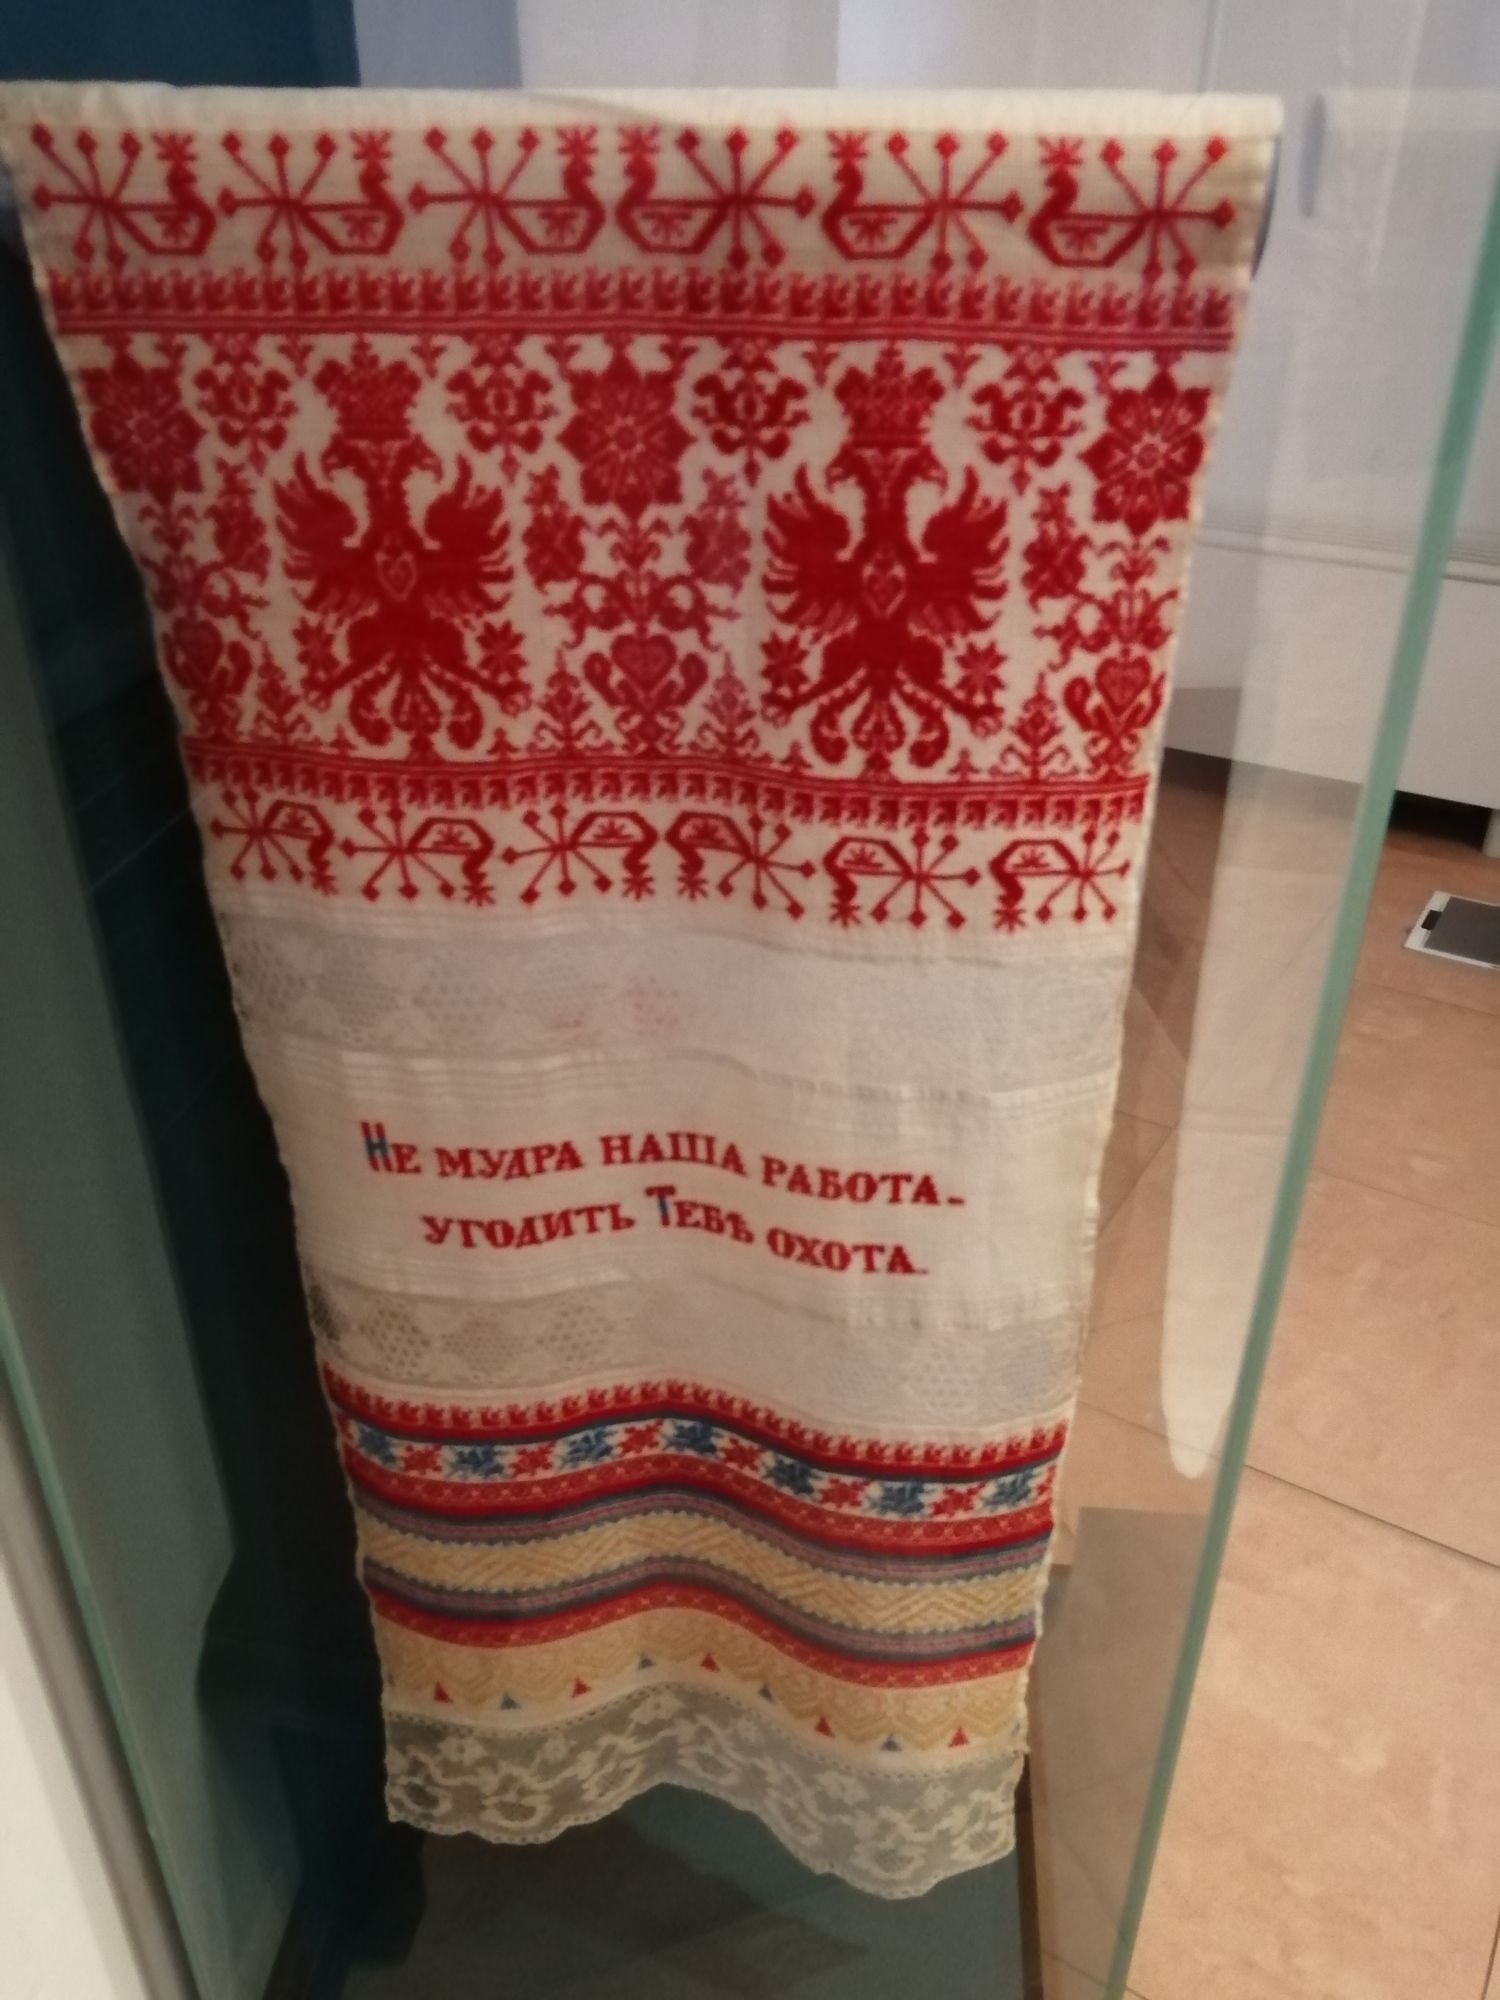 Не мудра наша работа-
угодить Тебѣ охота.